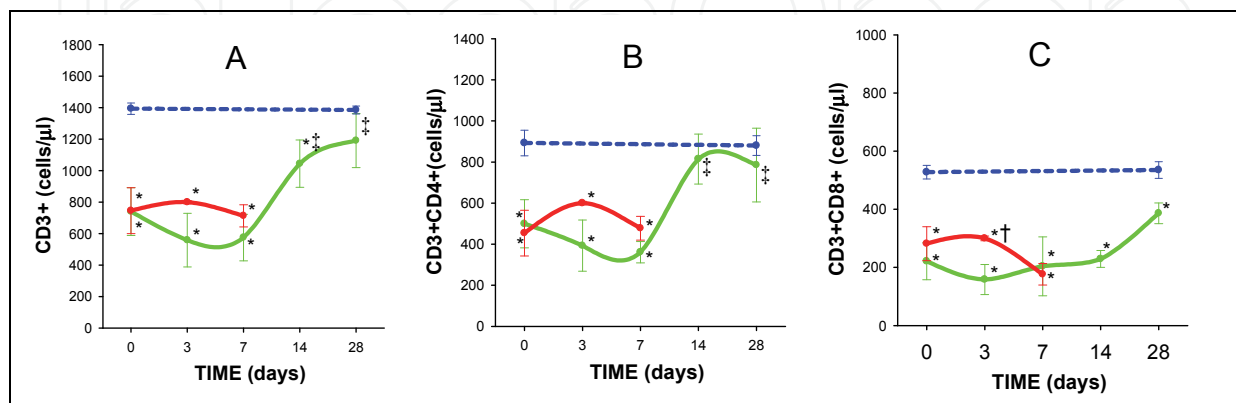 A
CD3+ (cells/µl)
1800
1600
1400
1200
1000
800
600
400
200
0
* * * * * * *‡ ‡
0 3 7 14 28
TIME (days)
B
CD3+CD4+(cells/µl)
1400
1200
1000
800
600
400
200
0
* * * * * * ‡ ‡
0 3 7 14 28
TIME (days)
C
CD3+CD8+ (cells/µl)
1000
800
600
400
200
0
* * *† * * * * *
0 3 7 14 28
TIME (days)